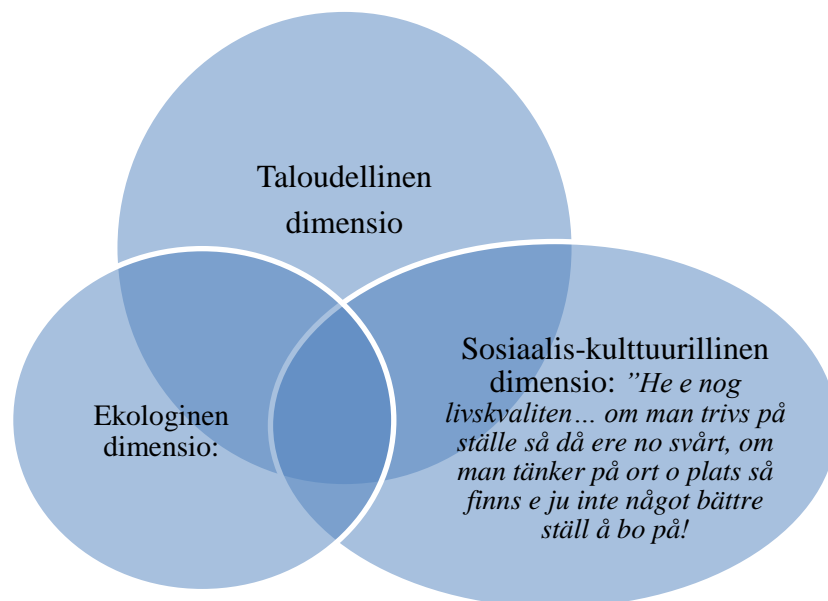 Taloudellinen
dimensio
Ekologinen
dimensio:
Sosiaalis-kulttuurillinen
dimensio: ”He e nog
livskvaliten… om man trivs på
ställe så då ere no svårt, om
man tänker på ort o plats så
finns e ju inte något bättre
ställ å bo på!